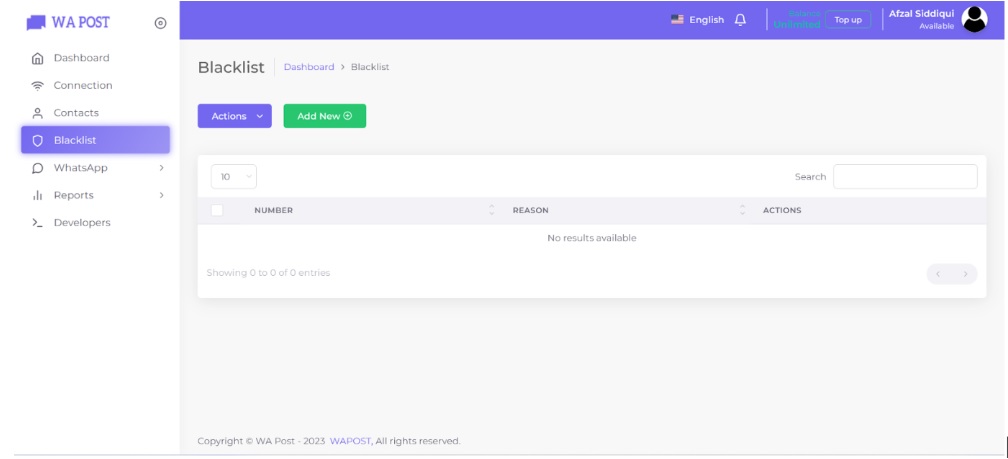 WA POST
Dashboard
Connection
Contacts
Blacklist
WhatsApp
Reports
Developers
English
Balance
Unlimited
Top up
Afzal Siddiqui
Available
Blacklist
Dashboard > Blacklist
Actions
Add New
10
Search
NUMBER REASON ACTIONS
No results available
Showing 0 to 0 of 0 entries
Copyright © WA Post - 2023 WAPOST, All rights reserved.